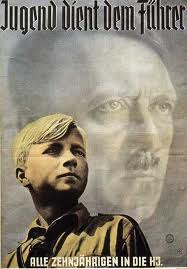 Jugend dient dem Führer
ALLE ZEHNJÄHRIGEN IN DIE HJ.